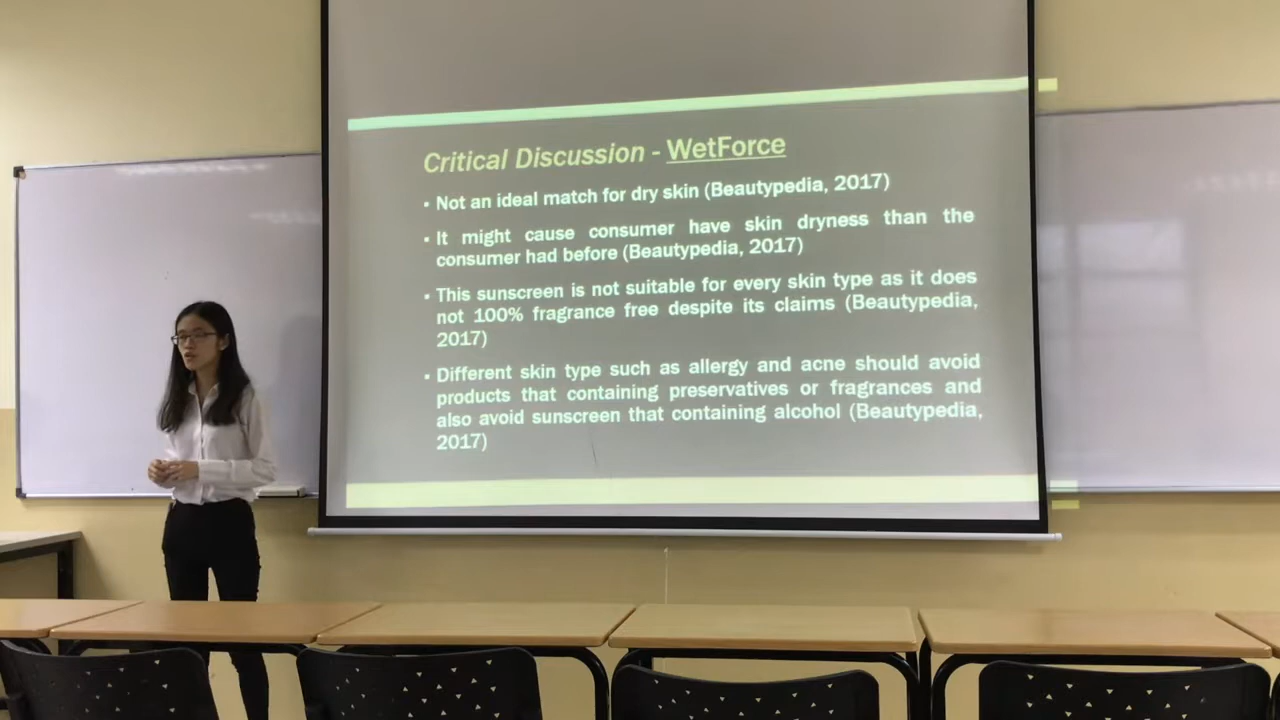 Critical Discussion - WetForce
• Not an ideal match for dry skin (Beautypedia, 2017)
• It might cause consumer have skin dryness than the
consumer had before (Beautypedia, 2017)
• This sunscreen is not suitable for every skin type as it does
not 100% fragrance free despite its claims (Beautypedia,
2017)
• Different skin type such as allergy and acne should avoid
products that containing preservatives or fragrances and
also avoid sunscreen that containing alcohol (Beautypedia,
2017)